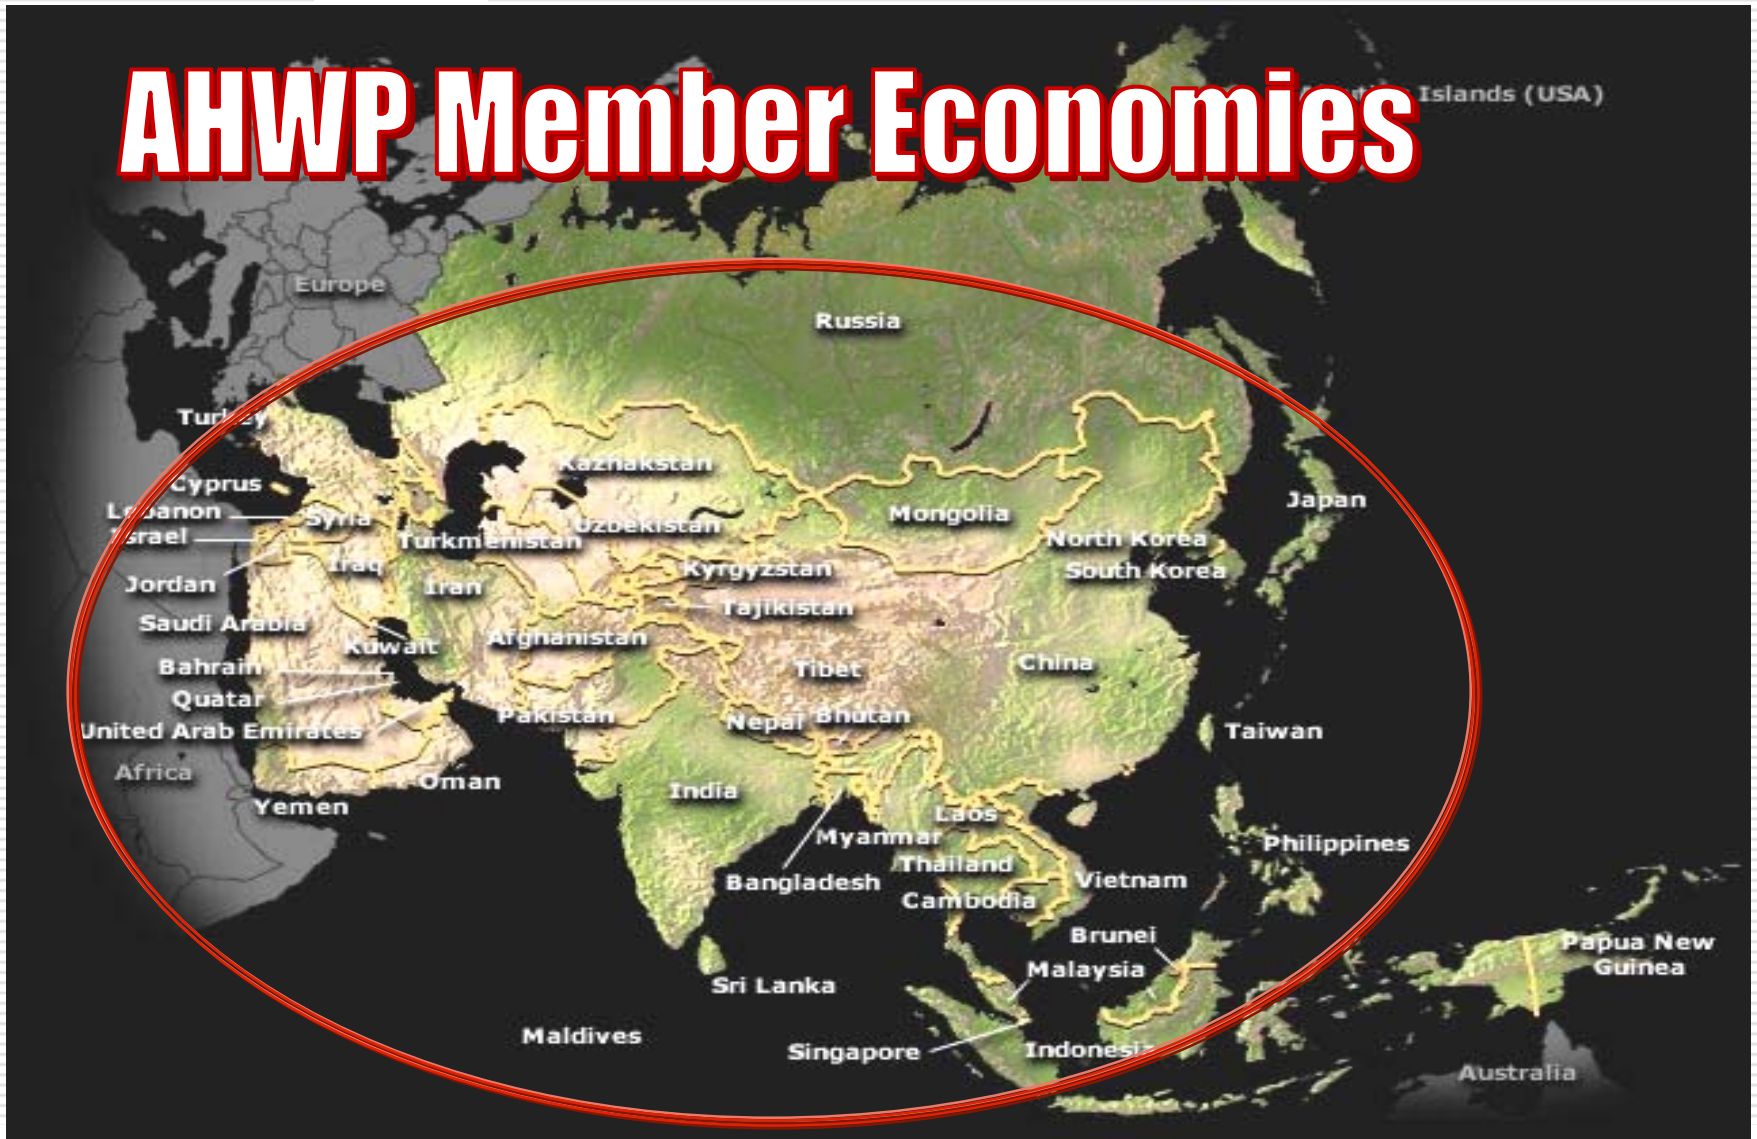 AHWP Member Economies
Islands (USA)
Europe
Russia
Turkey
Kazhakstan
Cyprus
Japan
Lebanon
Syria
Mongolia
Uzbekistan
Israel
Turkmenistan
North Korea
Iraq
Kyrgyzstan
South Korea
Jordan
Iran
Tajikistan
Saudi Arabia
Afghanistan
Kuwait
Bahrain
Tibet
China
Quatar
Pakistan
Nepal
Bhutan
United Arab Emirates
Taiwan
Africa
Oman
India
Yemen
Laos
Myanmar
Philippines
Thailand
Bangladesh
Vietnam
Cambodia
Brunei
Papua New
Guinea
Malaysia
Sri Lanka
Maldives
Singapore
Indonesia
Australia